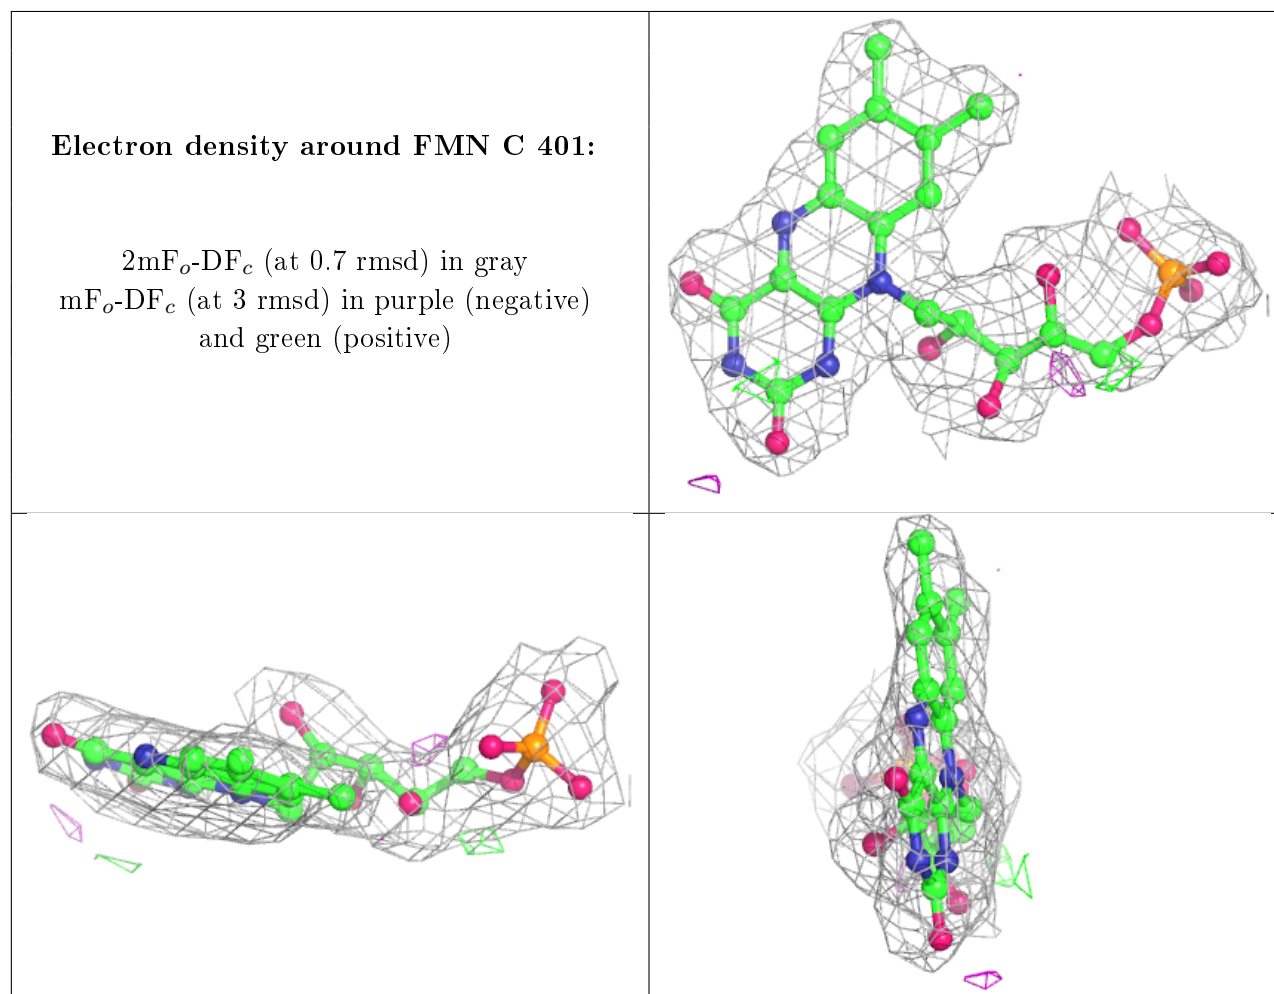 Electron density around FMN C 401:
2mFo-DFc (at 0.7 rmsd) in gray
mFo-DFc (at 3 rmsd) in purple (negative)
and green (positive)